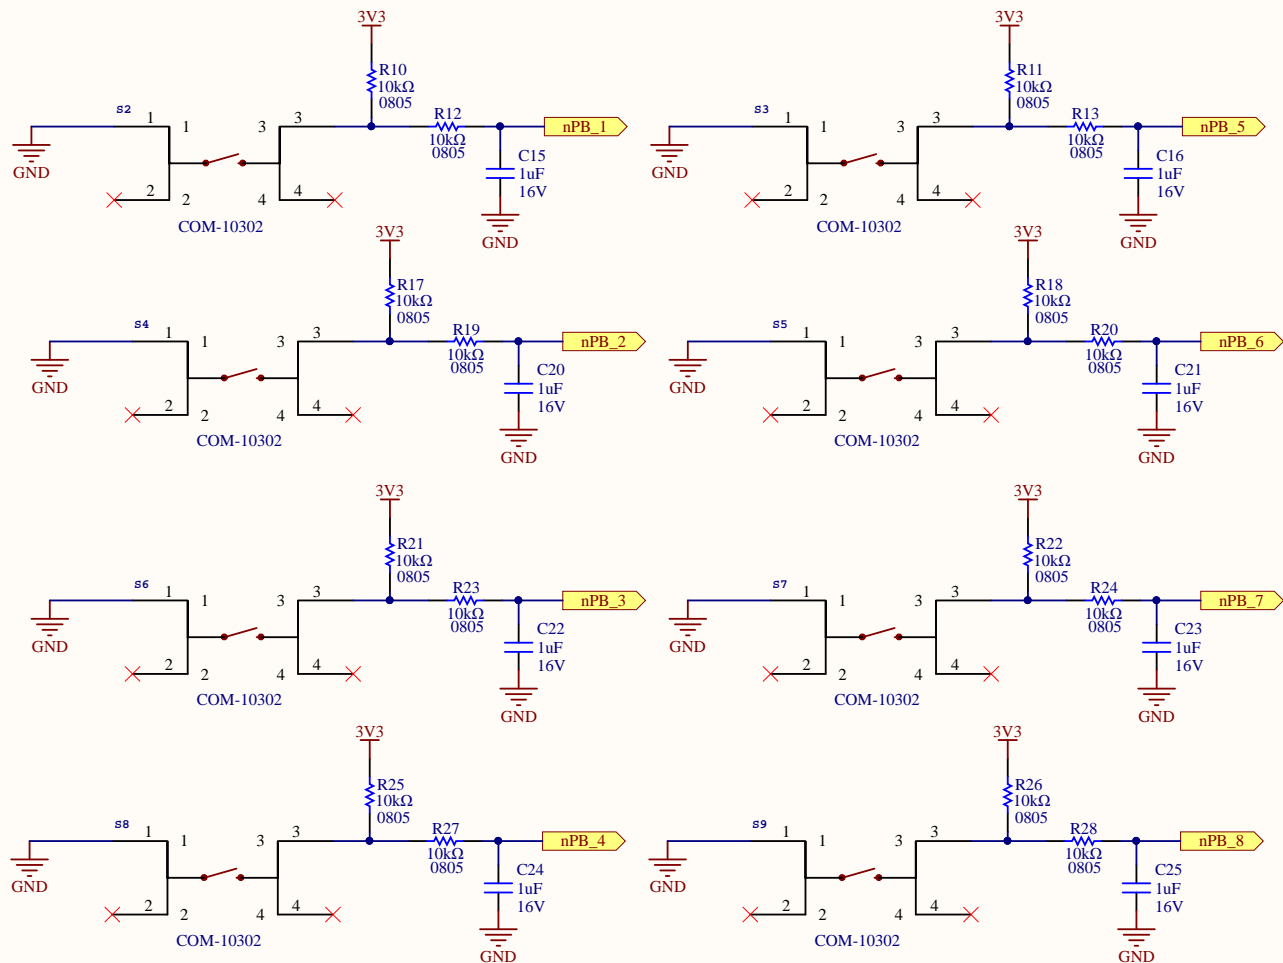 3V3
R10
10kΩ
0805
S2
1
1
2
2
3
3
4
4
COM-10302
GND
R12
10kΩ
0805
nPB_1
C15
1uF
16V
GND
3V3
R11
10kΩ
0805
S3
1
1
2
2
3
3
4
4
COM-10302
GND
R13
10kΩ
0805
nPB_5
C16
1uF
16V
GND
3V3
R17
10kΩ
0805
S4
1
1
2
2
3
3
4
4
COM-10302
GND
R19
10kΩ
0805
nPB_2
C20
1uF
16V
GND
3V3
R18
10kΩ
0805
S5
1
1
2
2
3
3
4
4
COM-10302
GND
R20
10kΩ
0805
nPB_6
C21
1uF
16V
GND
3V3
R21
10kΩ
0805
S6
1
1
2
2
3
3
4
4
COM-10302
GND
R23
10kΩ
0805
nPB_3
C22
1uF
16V
GND
3V3
R22
10kΩ
0805
S7
1
1
2
2
3
3
4
4
COM-10302
GND
R24
10kΩ
0805
nPB_7
C23
1uF
16V
GND
3V3
R25
10kΩ
0805
S8
1
1
2
2
3
3
4
4
COM-10302
GND
R27
10kΩ
0805
nPB_4
C24
1uF
16V
GND
3V3
R26
10kΩ
0805
S9
1
1
2
2
3
3
4
4
COM-10302
GND
R28
10kΩ
0805
nPB_8
C25
1uF
16V
GND